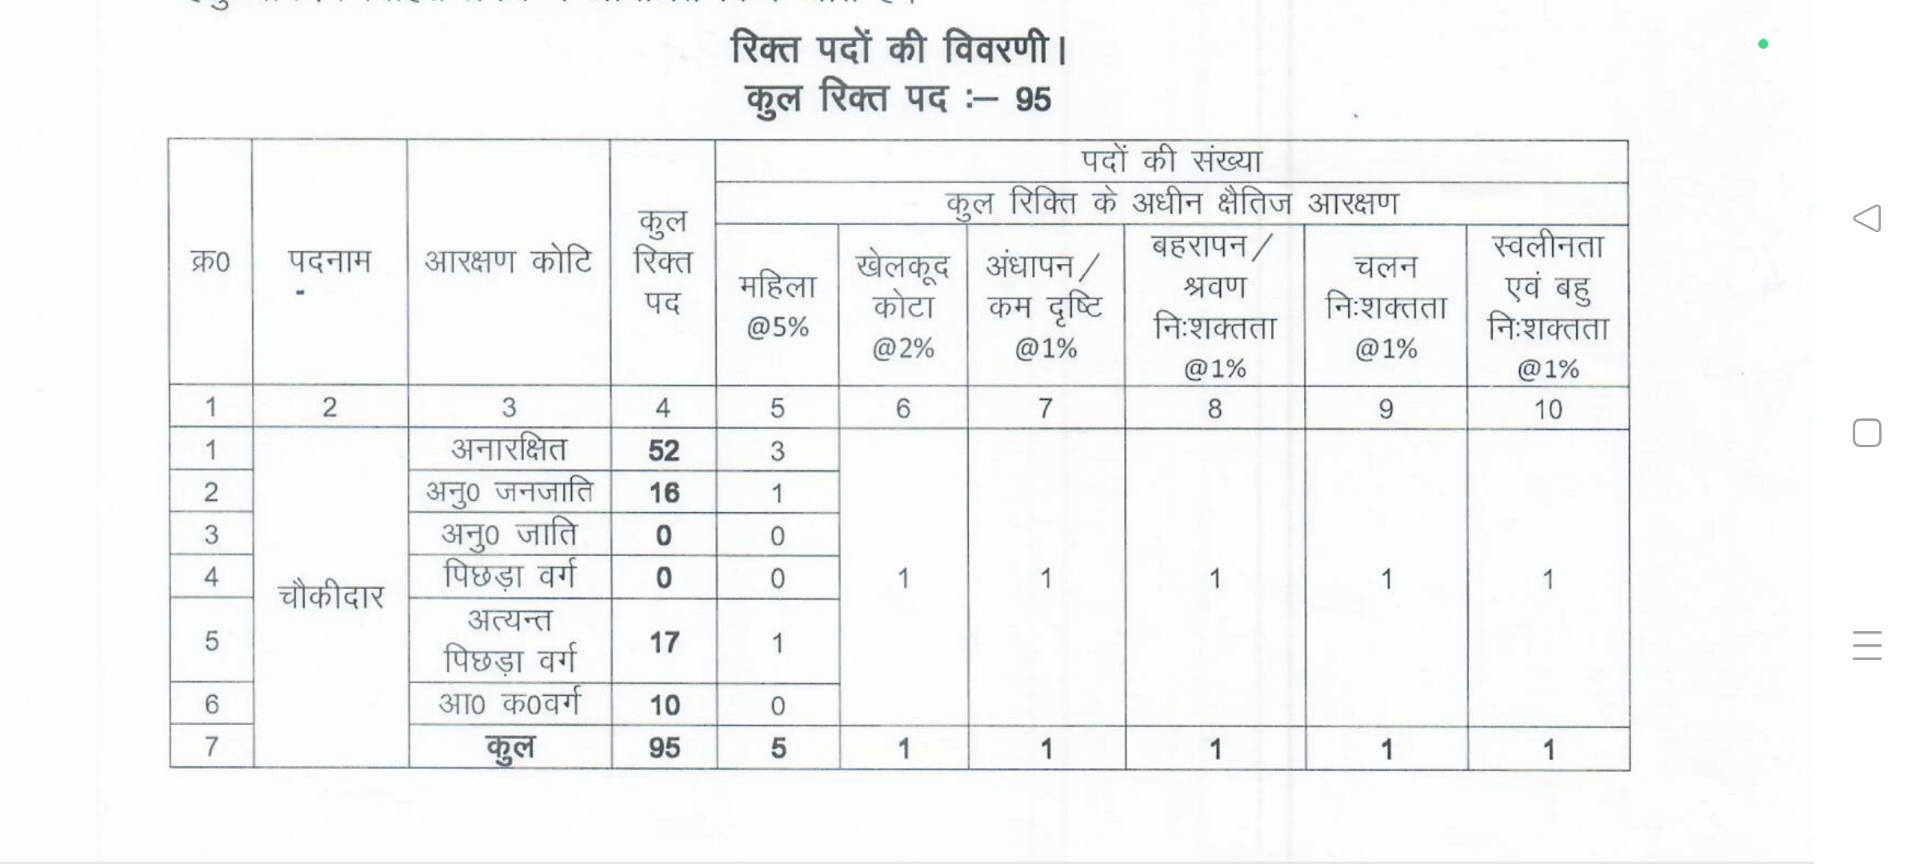 रिक्त पदों की विवरणी।
कुल रिक्त पद :– 95
क्र0
पदनाम
आरक्षण कोटि
कुल
रिक्त
पद
पदों की संख्या
कुल रिक्ति के अधीन क्षैतिज आरक्षण
महिला
@5%
खेलकूद
कोटा
@2%
अंधापन/
कम दृष्टि
@1%
बहरापन/
श्रवण
निःशक्तता
@1%
चलन
निःशक्तता
@1%
स्वलीनता
एवं बहु
निःशक्तता
@1%
1 2 3 4 5 6 7 8 9 10
1 अनारक्षित 52 3
2 अनु0 जनजाति 16 1
3 अनु0 जाति 0 0
4 चौकीदार पिछड़ा वर्ग 0 0 1 1 1 1 1
5 अत्यन्त
पिछड़ा वर्ग 17 1
6 आ0 क0वर्ग 10 0
7 कुल 95 5 1 1 1 1 1